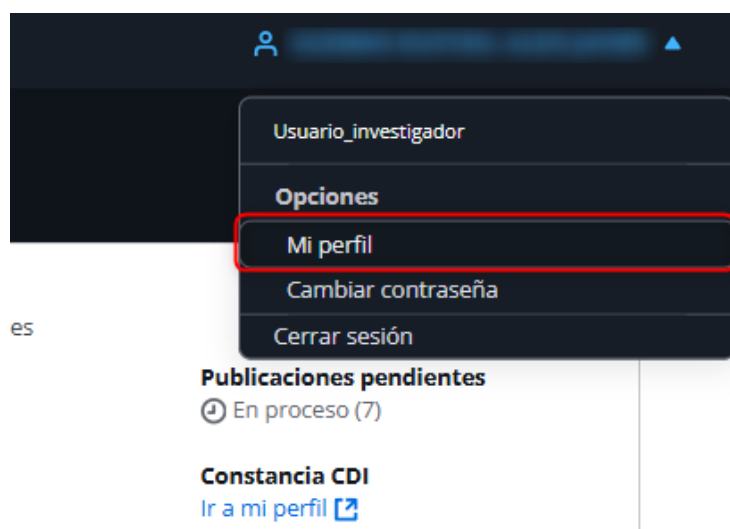 Usuario_investigador
Opciones
Mi perfil
Cambiar contraseña
Cerrar sesión
es
Publicaciones pendientes
En proceso (7)
Constancia CDI
Ir a mi perfil